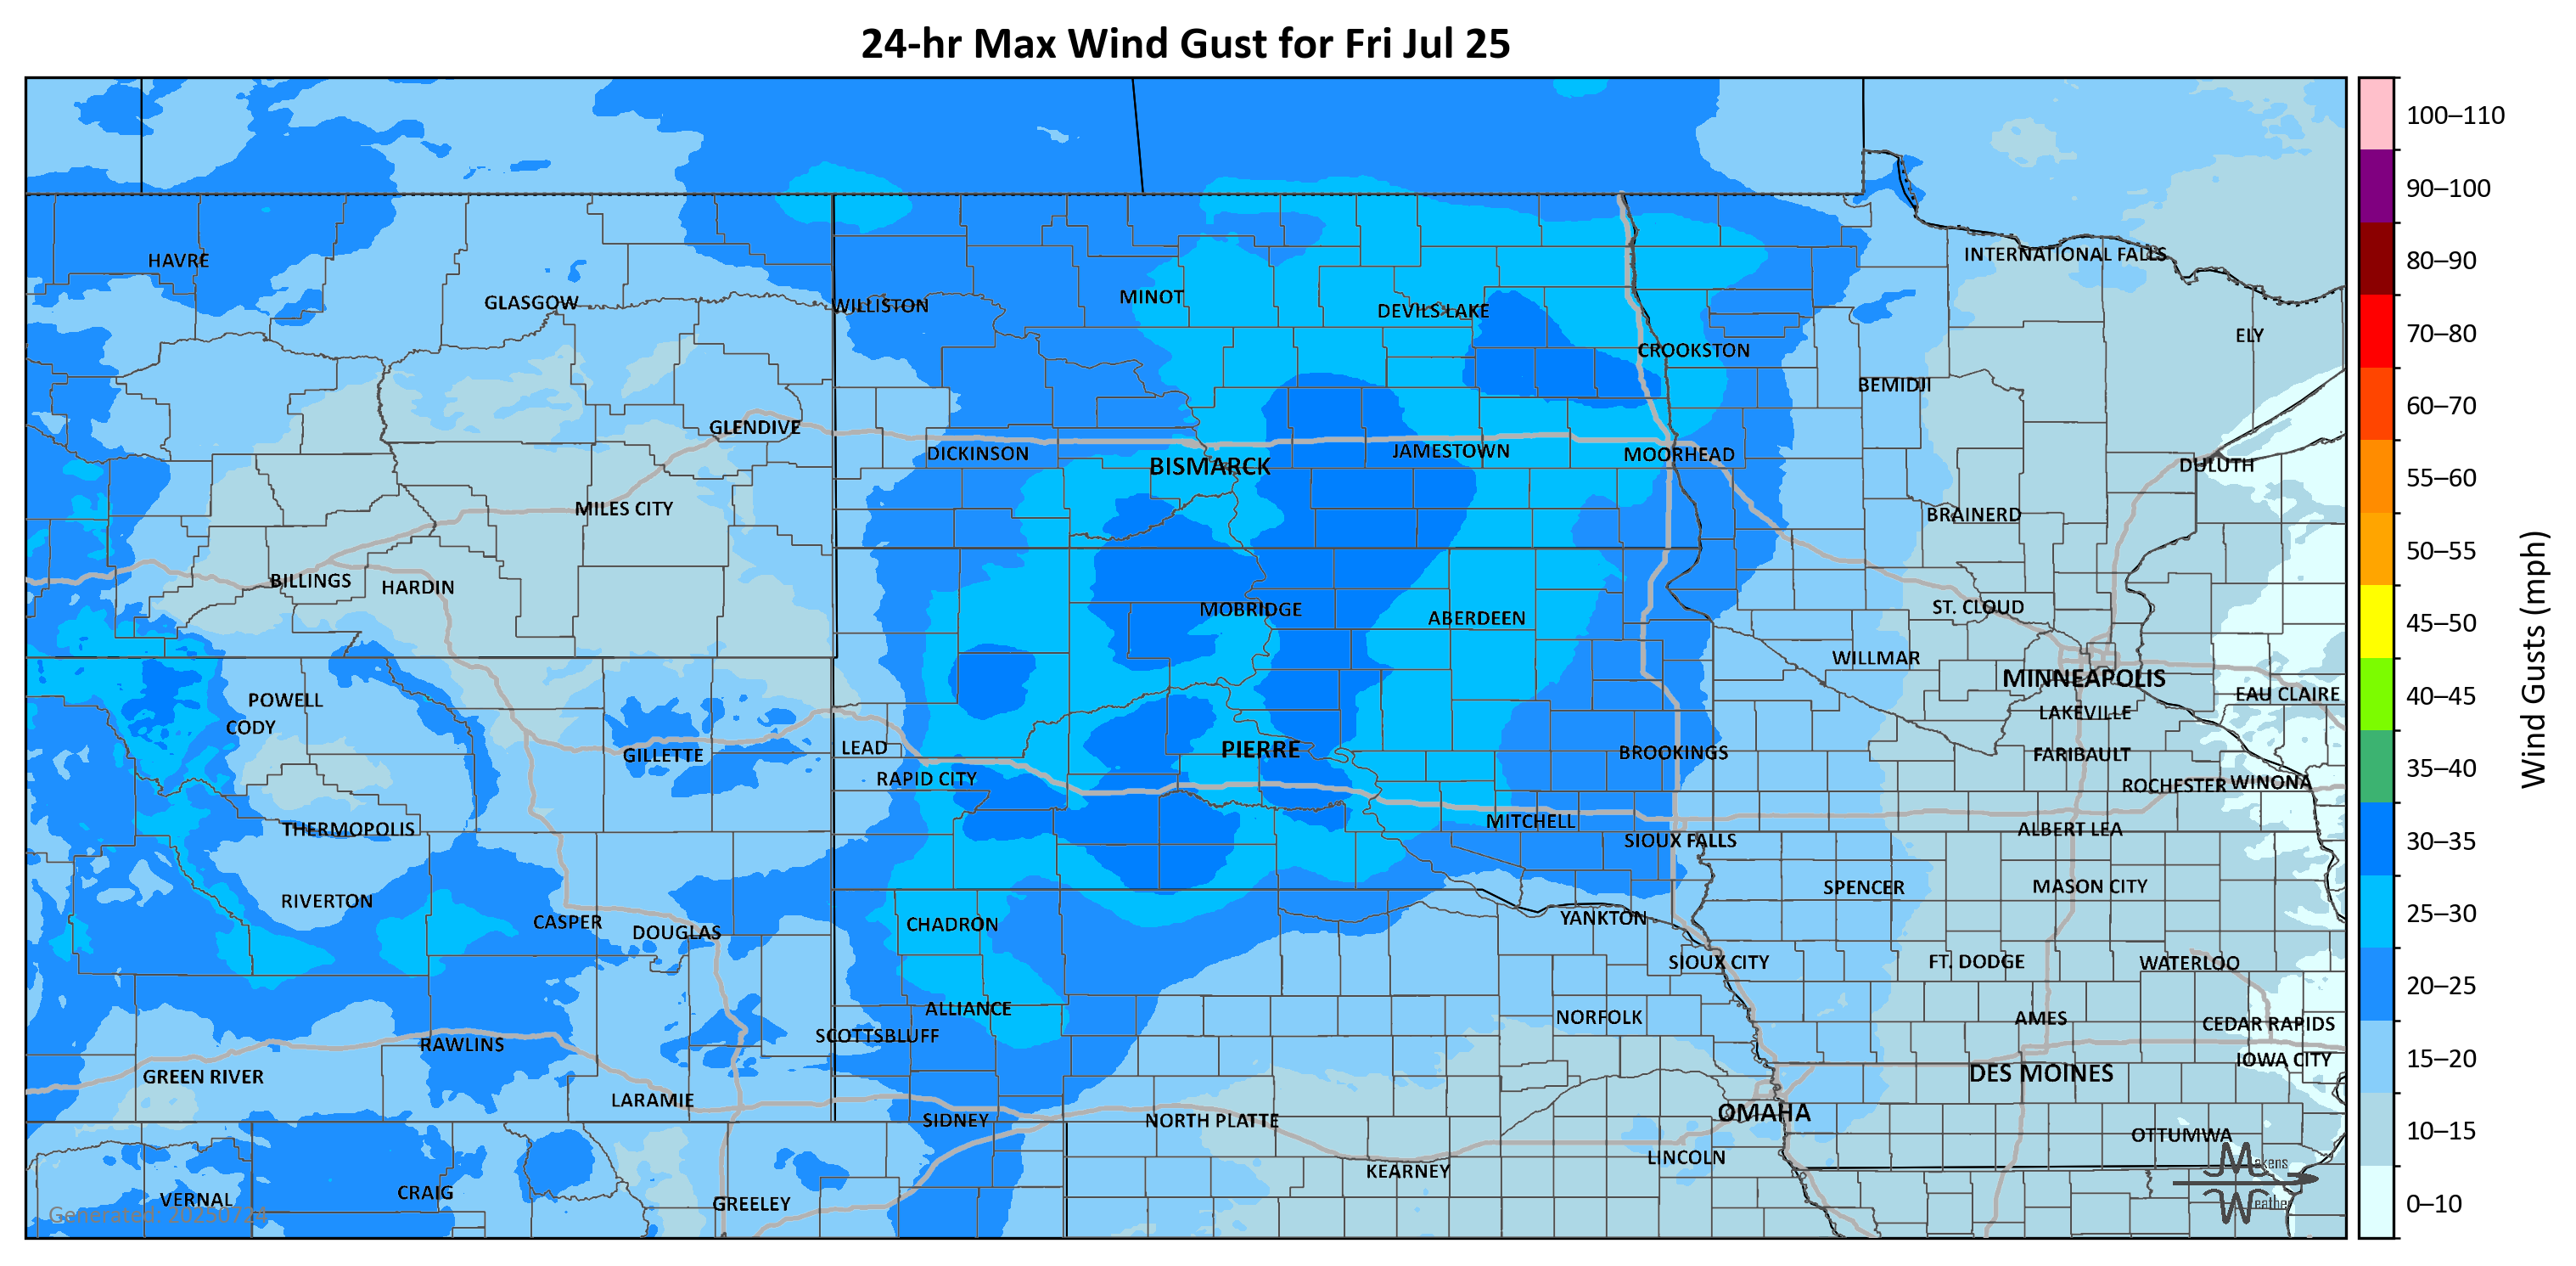 24-hr Max Wind Gust for Fri Jul 25
100–110
90–100
80–90
70–80
60–70
55–60
50–55
45–50
40–45
35–40
30–35
25–30
20–25
15–20
10–15
0–10
Wind Gusts (mph)
HAVRE
INTERNATIONAL FALLS
GLASGOW
WILLISTON
MINOT
DEVILS LAKE
ELY
CROOKSTON
BEMIDJI
GLENDIVE
DICKINSON
BISMARCK
JAMESTOWN
MOORHEAD
DULUTH
MILES CITY
BRAINERD
BILLINGS
HARDIN
MOBRIDGE
ABERDEEN
ST. CLOUD
WILLMAR
MINNEAPOLIS
EAU CLAIRE
POWELL
CODY
LAKEVILLE
GILLETTE
LEAD
PIERRE
BROOKINGS
FARIBAULT
RAPID CITY
ROCHESTER
WINONA
THERMOPOLIS
MITCHELL
SIOUX FALLS
ALBERT LEA
RIVERTON
SPENCER
MASON CITY
CASPER
DOUGLAS
CHADRON
YANKTON
SIOUX CITY
FT. DODGE
WATERLOO
ALLIANCE
NORFOLK
AMES
CEDAR RAPIDS
SCOTTSBLUFF
RAWLINS
IOWA CITY
GREEN RIVER
DES MOINES
LARAMIE
OMAHA
SIDNEY
NORTH PLATTE
OTTUMWA
LINCOLN
KEARNEY
VERNAL
CRAIG
GREELEY
Makens
Weather
Generated: 20250724